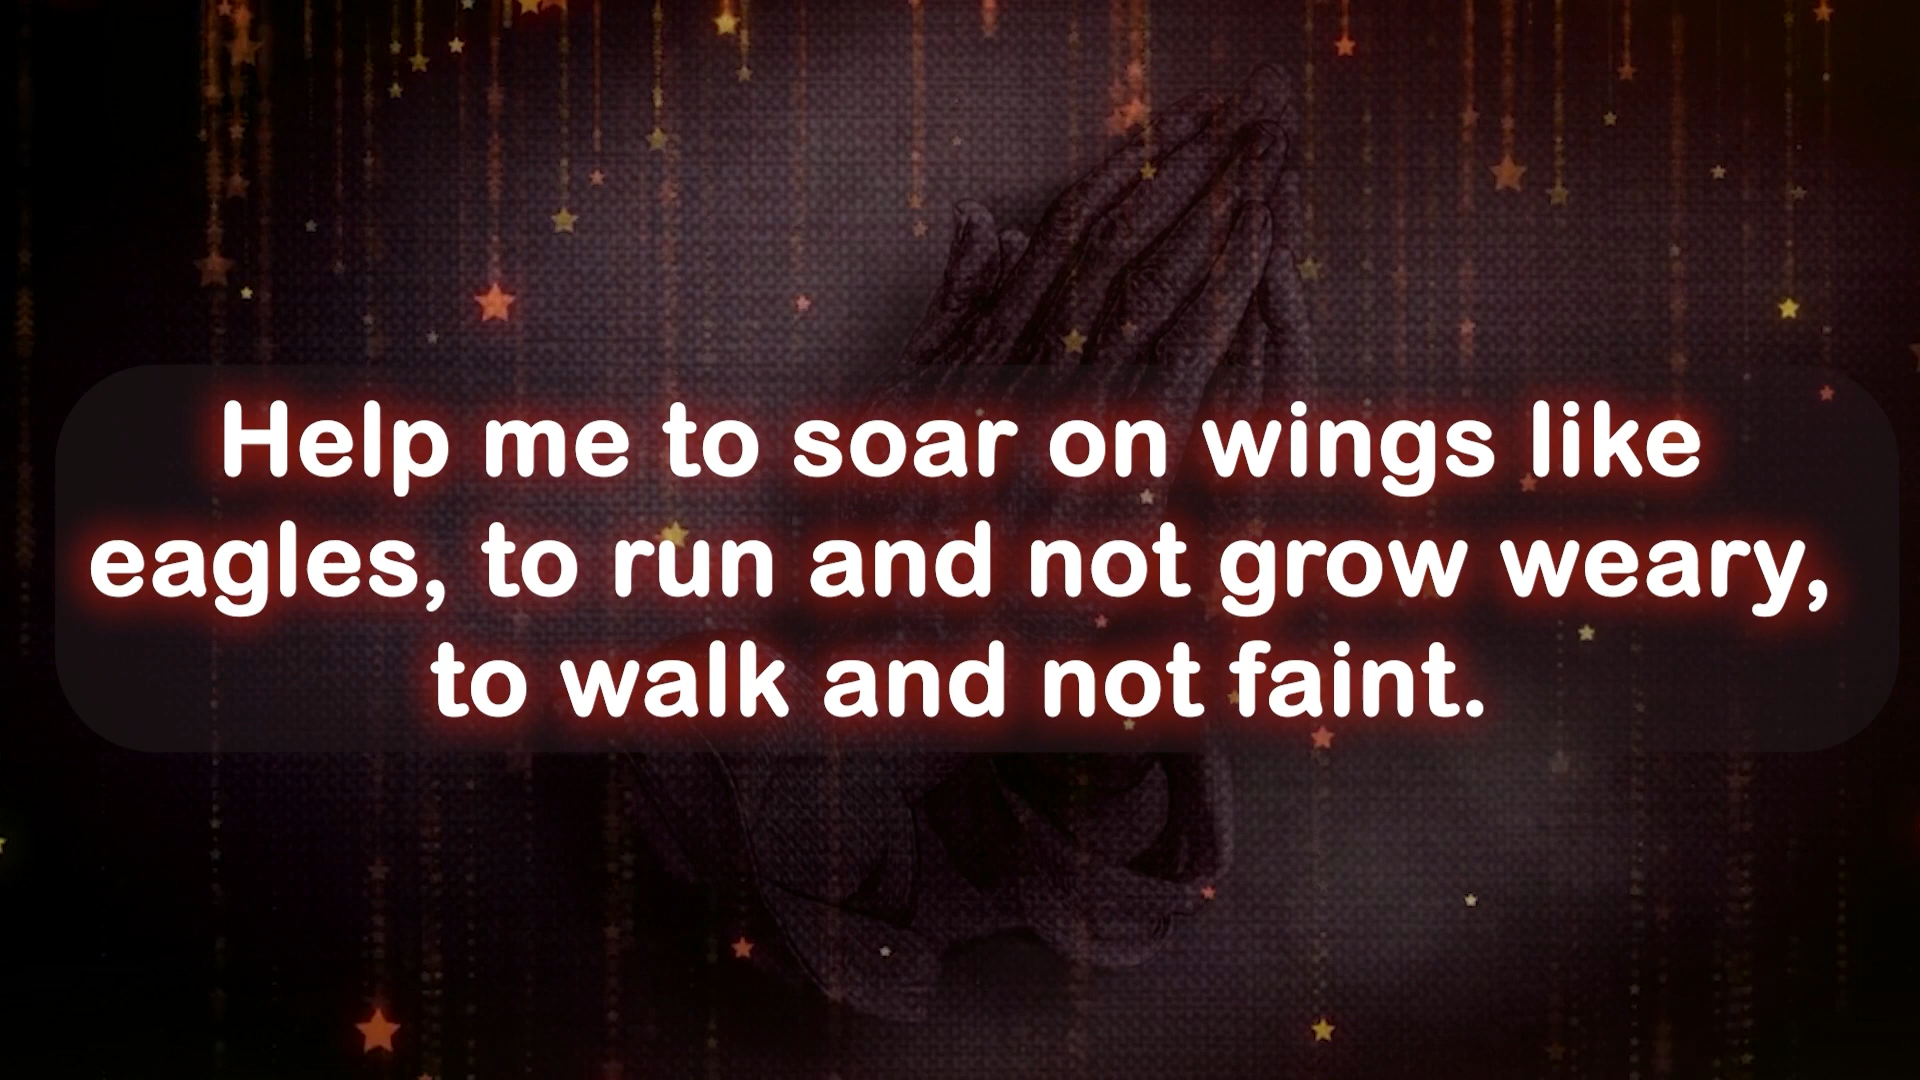 Help me to soar on wings like
eagles, to run and not grow weary,
to walk and not faint.